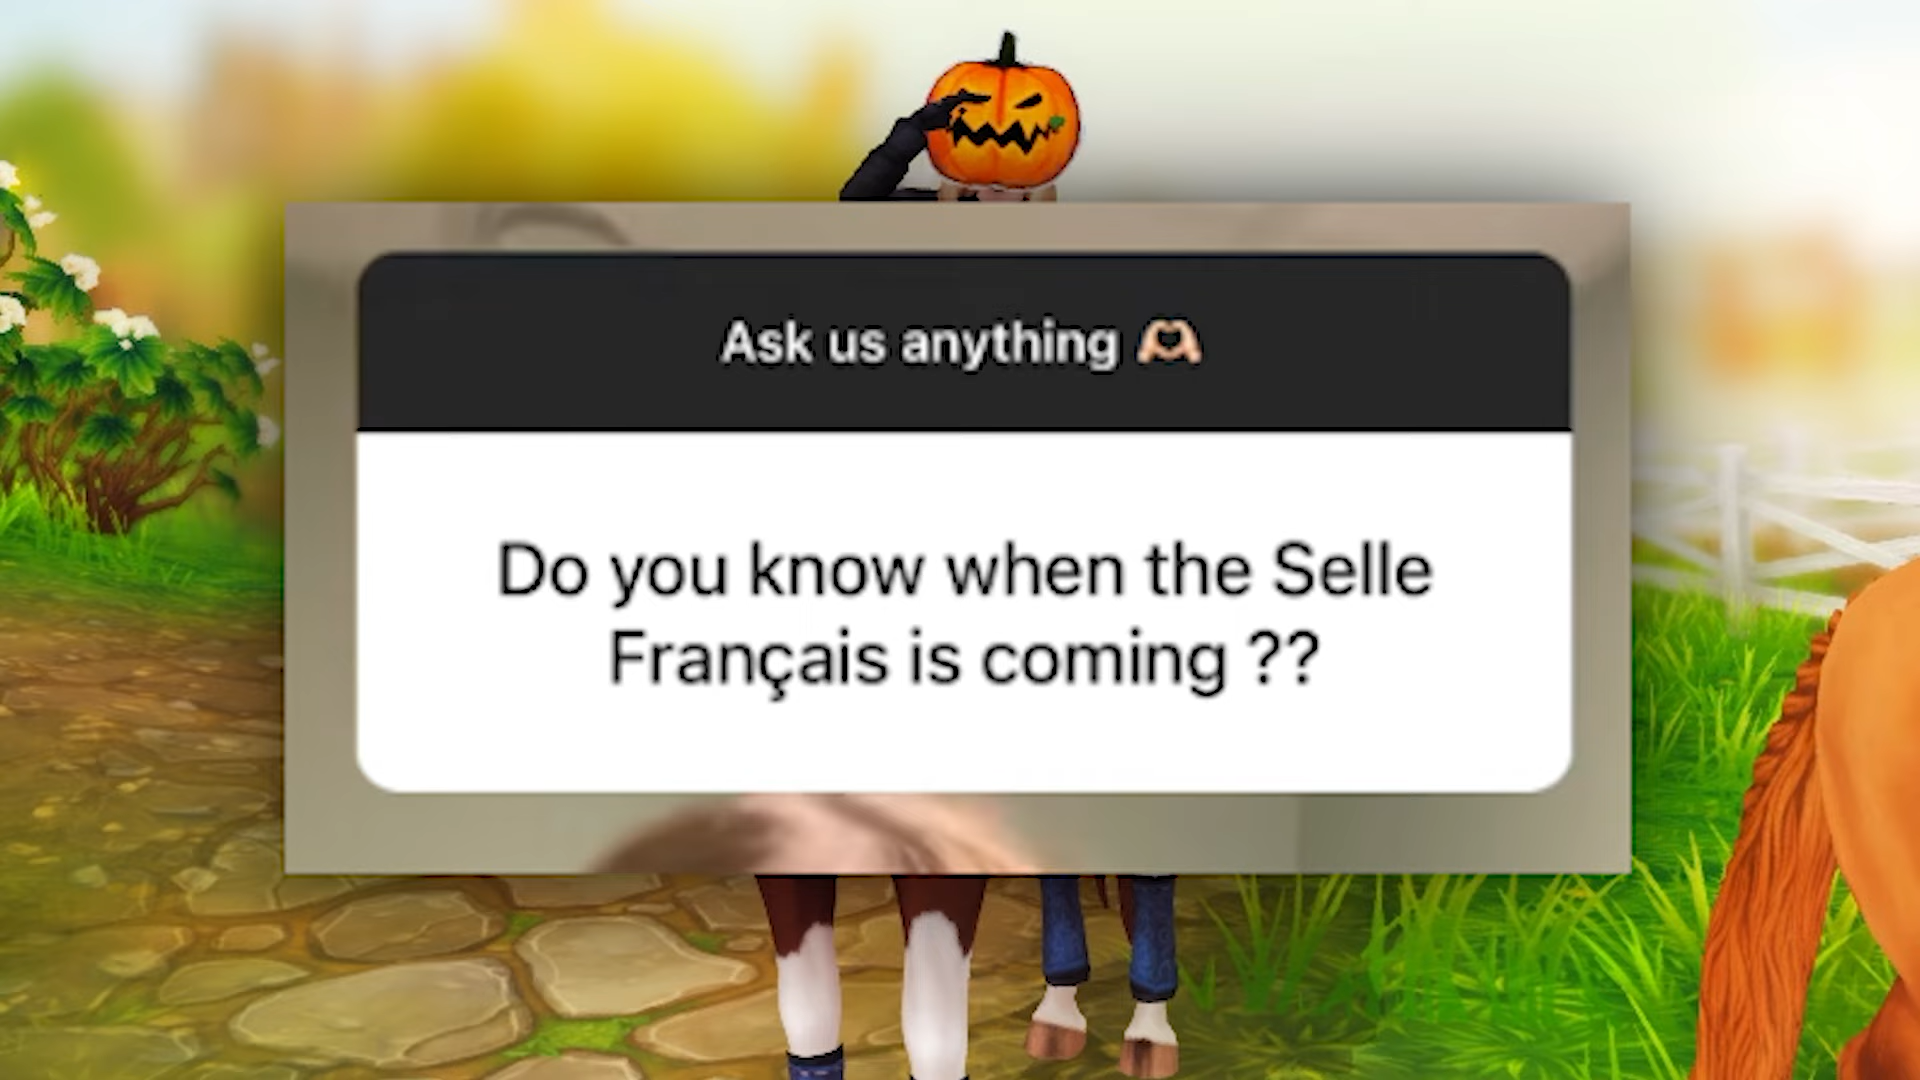 Ask us anything 🫶🏻
Do you know when the Selle
Français is coming ??